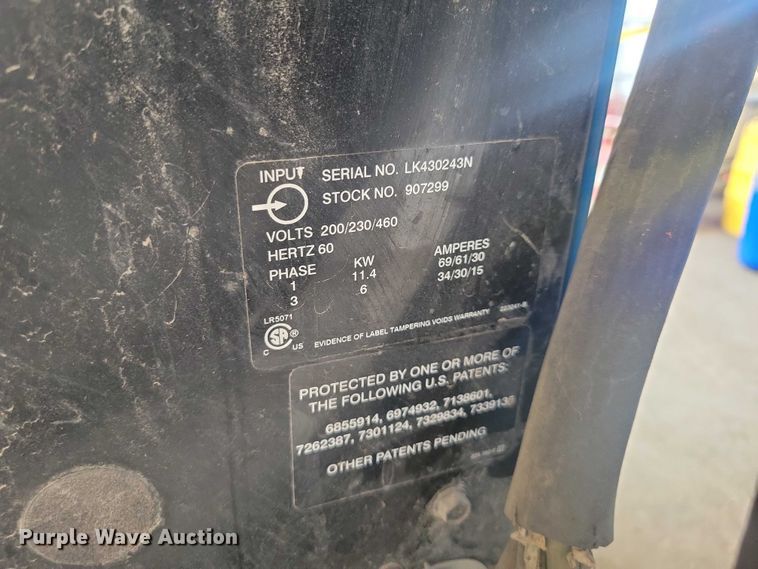 INPUT
SERIAL NO. LK430243N
STOCK NO. 907299
VOLTS 200/230/460
HERTZ 60
PHASE KW AMPERES
1 11.4 69/61/30
3 6 34/30/15
LR5071
SA ®
C US
EVIDENCE OF LABEL TAMPERING VOIDS WARRANTY
PROTECTED BY ONE OR MORE OF
THE FOLLOWING U.S. PATENTS:
6855914, 6974932, 7138601,
7262387, 7301124, 7329834,
OTHER PATENTS PENDING
Purple Wave Auction